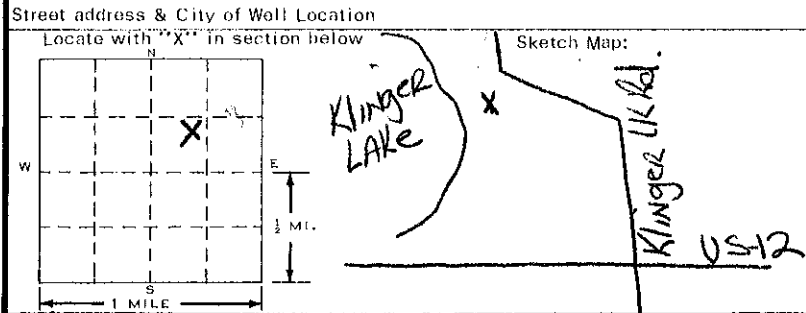 Street address & City of Well Location
Locate with "X" in section below
Sketch Map:
N
W
E
S
X
½ MI.
1 MILE
Klinger
Lake
X
Klinger Lk Rd.
US-12